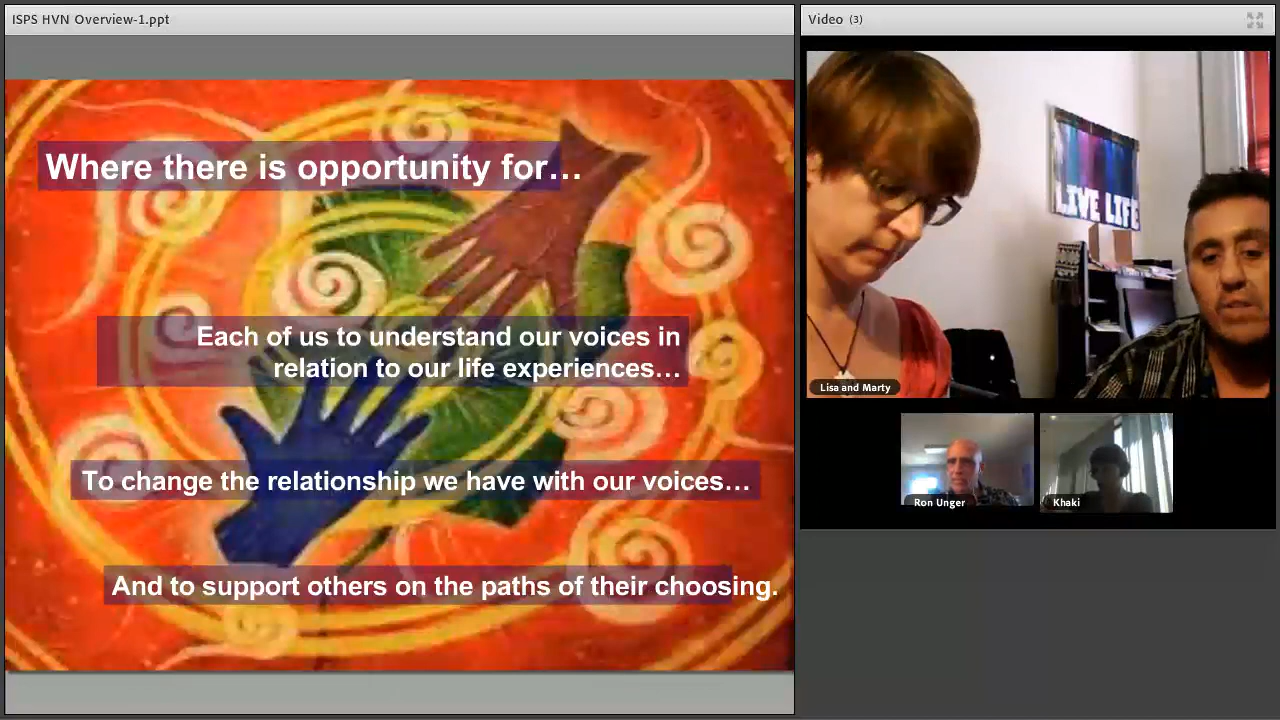 ISPS HVN Overview-1.ppt
Where there is opportunity for…
Each of us to understand our voices in
relation to our life experiences…
To change the relationship we have with our voices…
And to support others on the paths of their choosing.
Video (3)
LIVE LIFE
Lisa and Marty
Ron Unger
Khaki